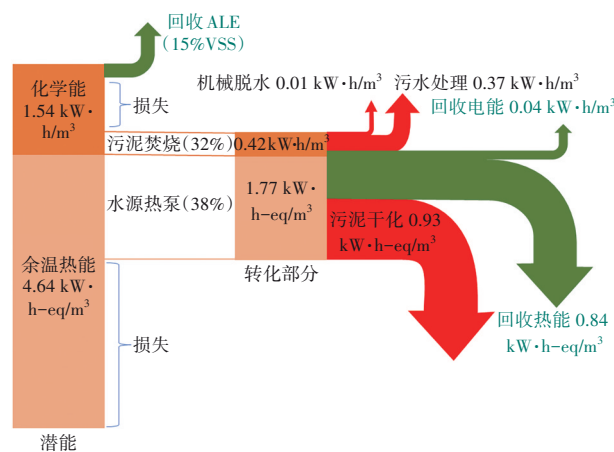 回收 ALE
(15%VSS)
化学能
1.54 kW·
h/m³
损失
机械脱水 0.01 kW·h/m³
污水处理 0.37 kW·h/m³
回收电能 0.04 kW·h/m³
污泥焚烧(32%)
0.42 kW·h/m³
水源热泵(38%)
1.77 kW·
h-eq/m³
污泥干化 0.93
kW·h-eq/m³
转化部分
余温热能
4.64 kW·
h-eq/m³
损失
回收热能 0.84
kW·h-eq/m³
潜能